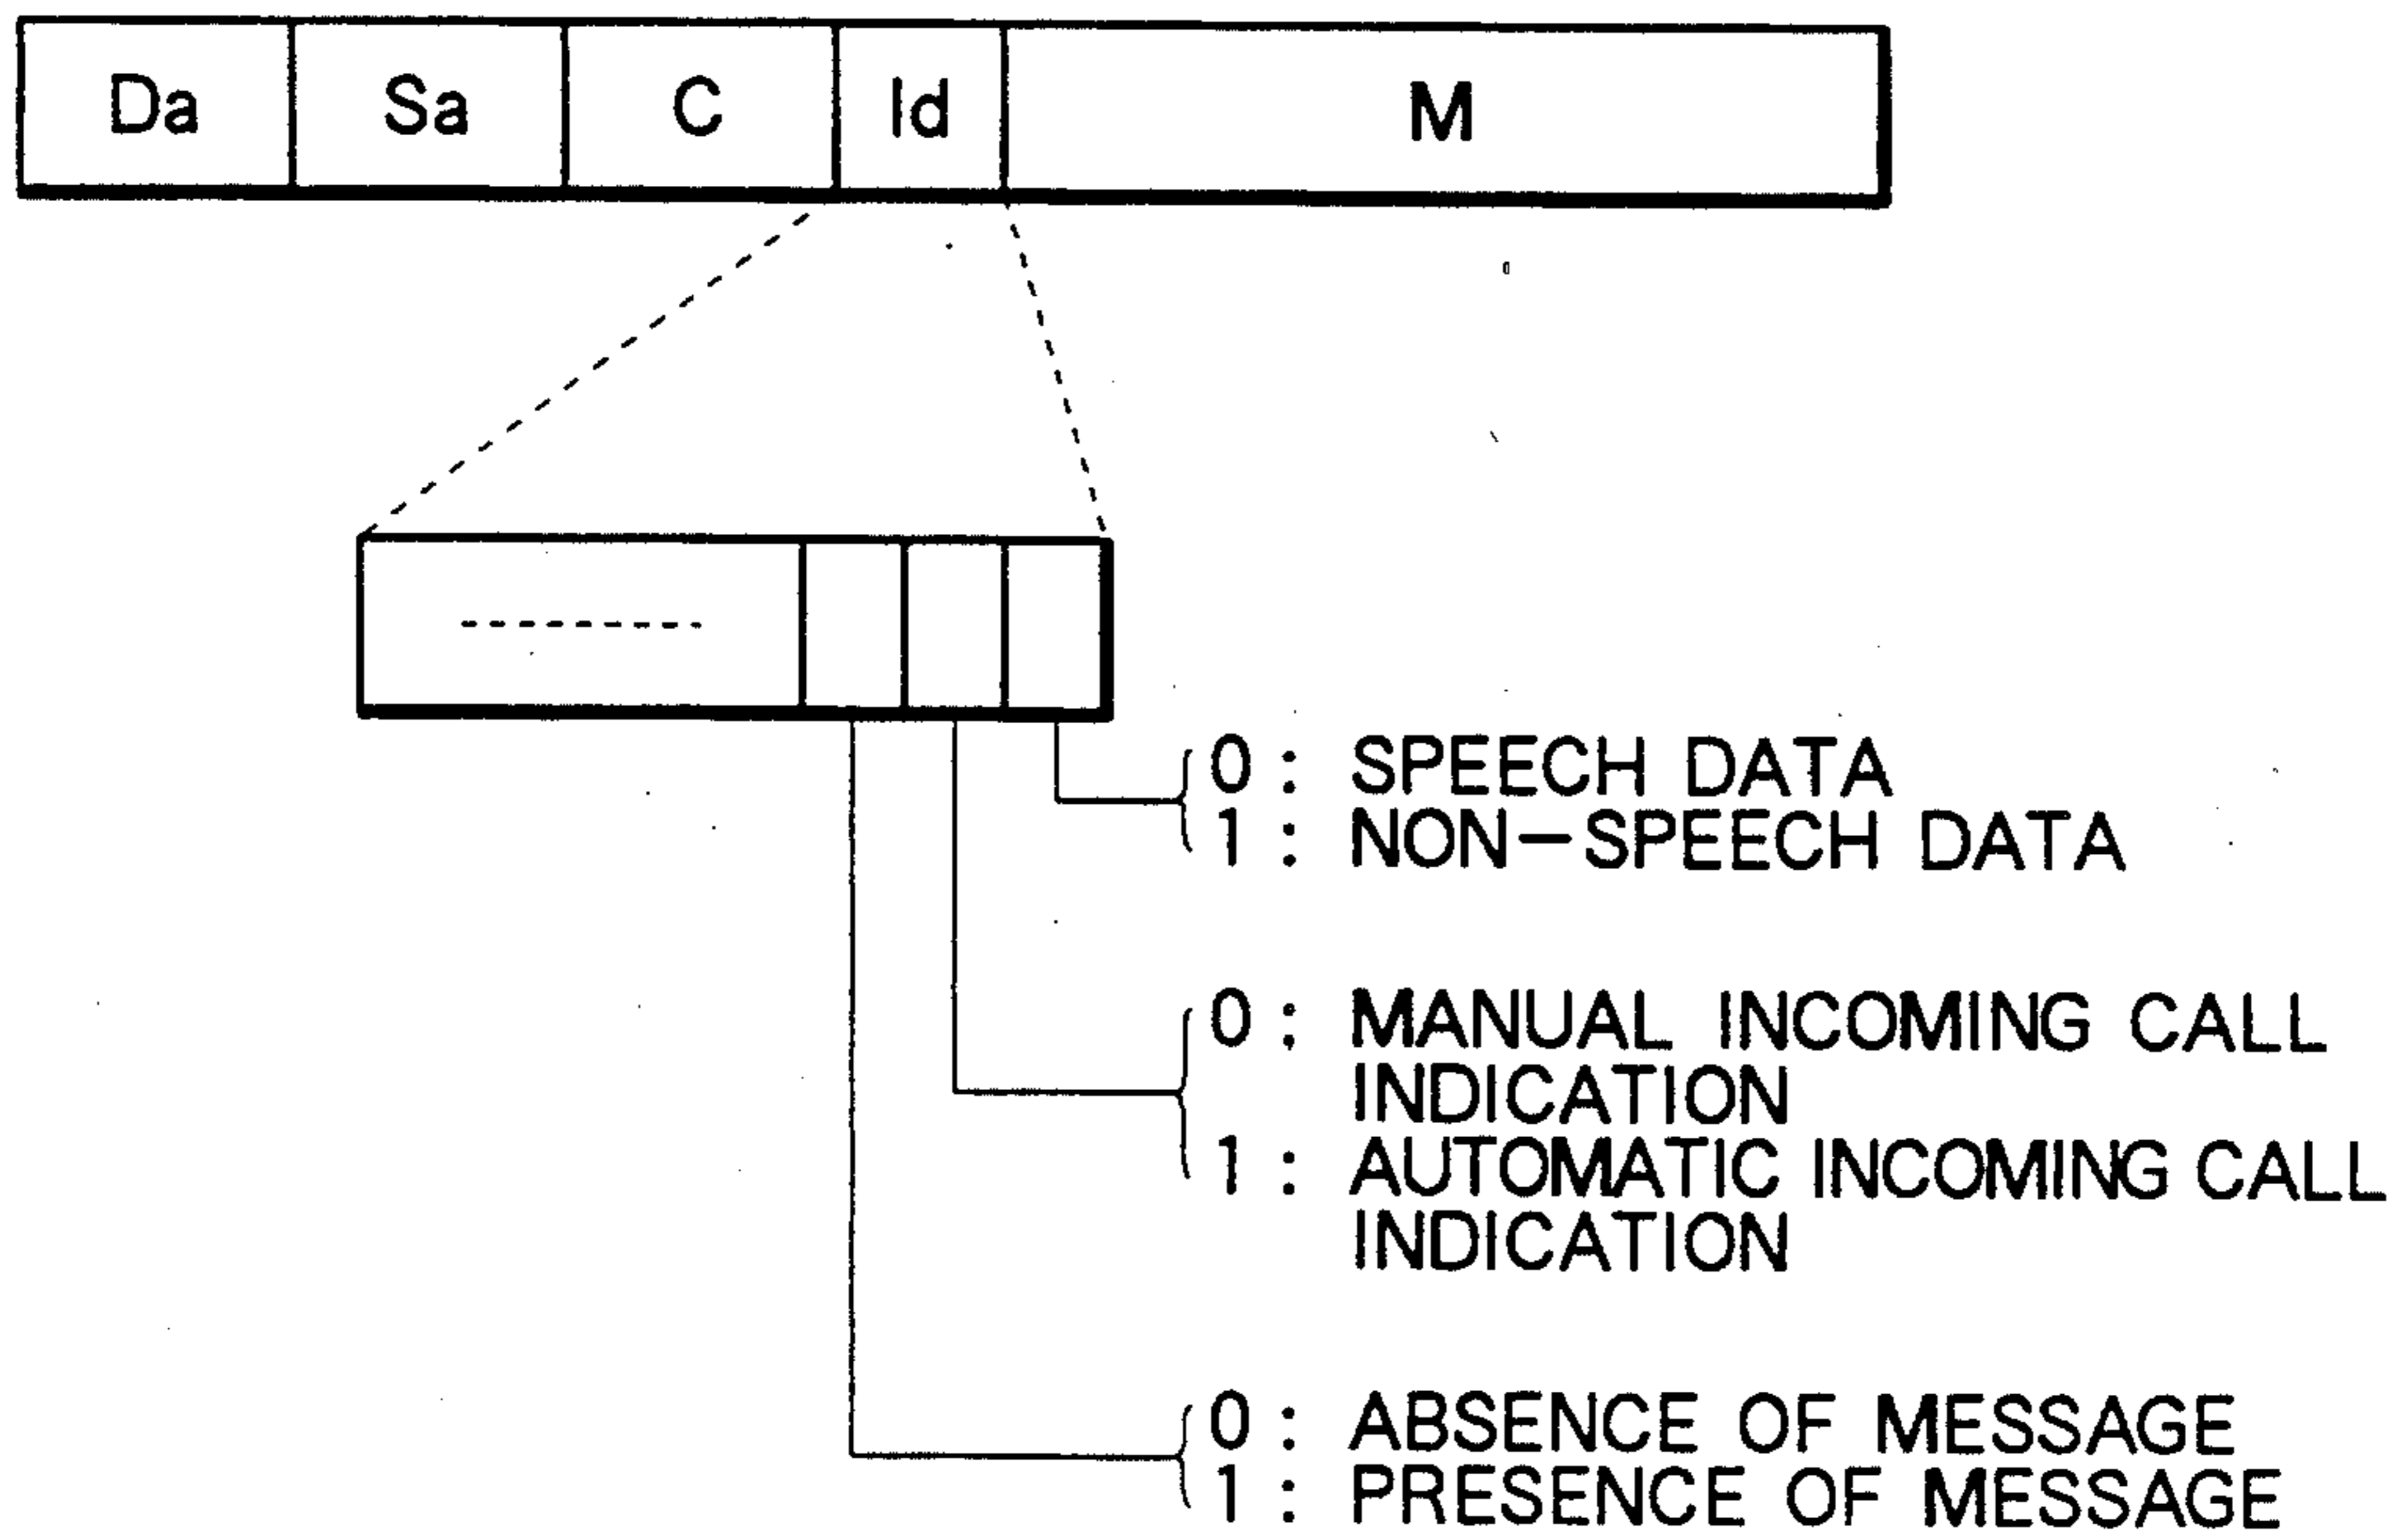 Da Sa C Id M
0 : SPEECH DATA
1 : NON-SPEECH DATA
0 : MANUAL INCOMING CALL
INDICATION
1 : AUTOMATIC INCOMING CALL
INDICATION
0 : ABSENCE OF MESSAGE
1 : PRESENCE OF MESSAGE